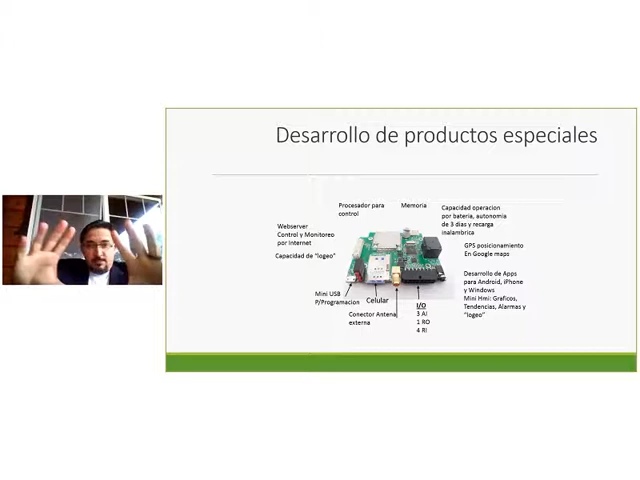 Desarrollo de productos especiales
Procesador para
control
Memoria
Capacidad operacion
por bateria, autonomia
de 3 dias y recarga
inalambrica
Webserver
Control y Monitoreo
por Internet
Capacidad de "logeo"
GPS posicionamiento
En Google maps
Desarrollo de Apps
para Android, iPhone
y Windows
Mini Hmi: Graficos,
Tendencias, Alarmas y
"logeo"
Mini USB
P/Programacion
Celular
Conector Antena
externa
I/O
3 AI
1 RO
4 RI